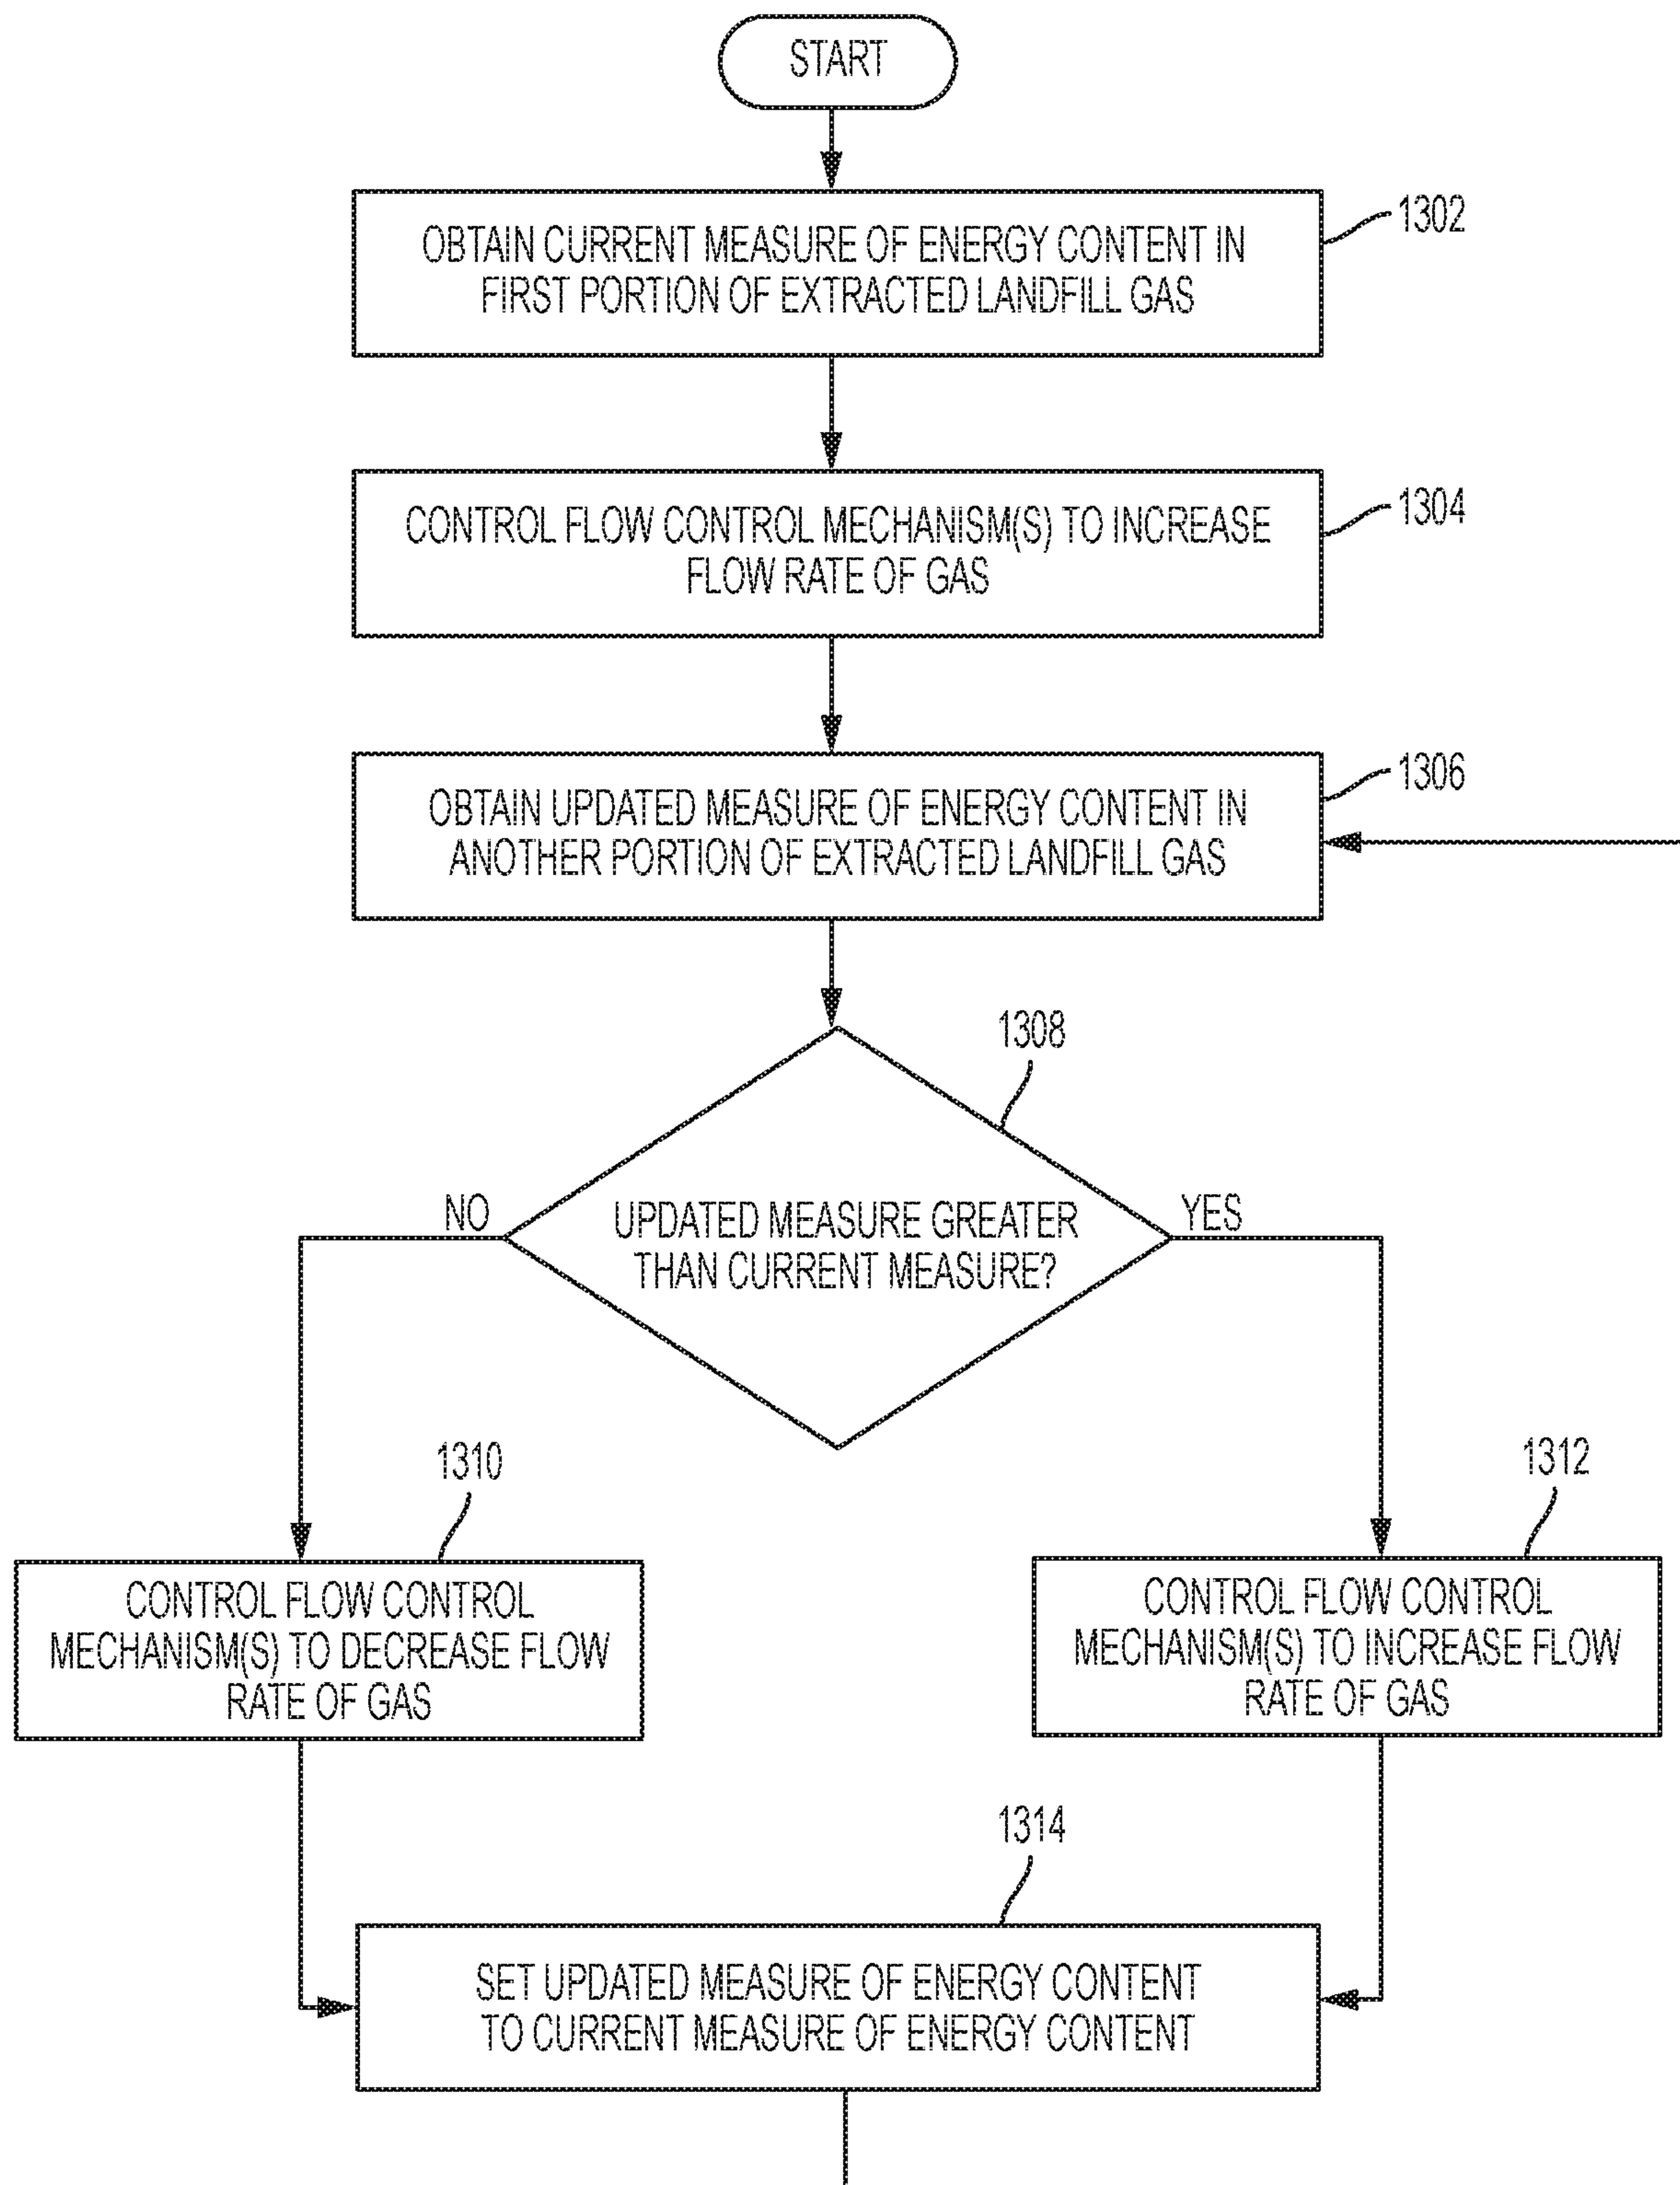 START
1302
OBTAIN CURRENT MEASURE OF ENERGY CONTENT IN
FIRST PORTION OF EXTRACTED LANDFILL GAS
1304
CONTROL FLOW CONTROL MECHANISM(S) TO INCREASE
FLOW RATE OF GAS
1306
OBTAIN UPDATED MEASURE OF ENERGY CONTENT IN
ANOTHER PORTION OF EXTRACTED LANDFILL GAS
1308
NO
UPDATED MEASURE GREATER
THAN CURRENT MEASURE?
YES
1310
CONTROL FLOW CONTROL
MECHANISM(S) TO DECREASE FLOW
RATE OF GAS
1312
CONTROL FLOW CONTROL
MECHANISM(S) TO INCREASE FLOW
RATE OF GAS
1314
SET UPDATED MEASURE OF ENERGY CONTENT
TO CURRENT MEASURE OF ENERGY CONTENT